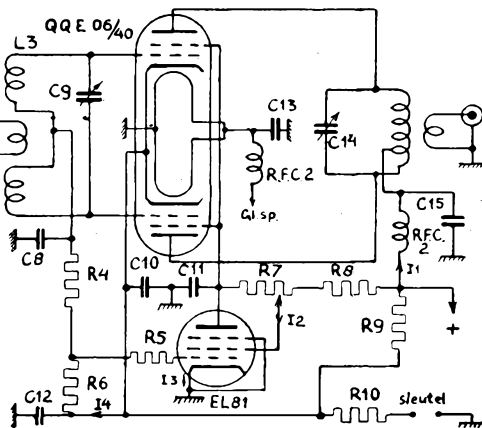 QQE 06/40
L3
C9
C13
C14
R.F.C. 2
Gl.sp.
C15
R.F.C. 2
C8
R4
C10
C11
R7
R8
I1
I2
R9
+
R5
I3
EL81
R6
C12
I4
R10
sleutel